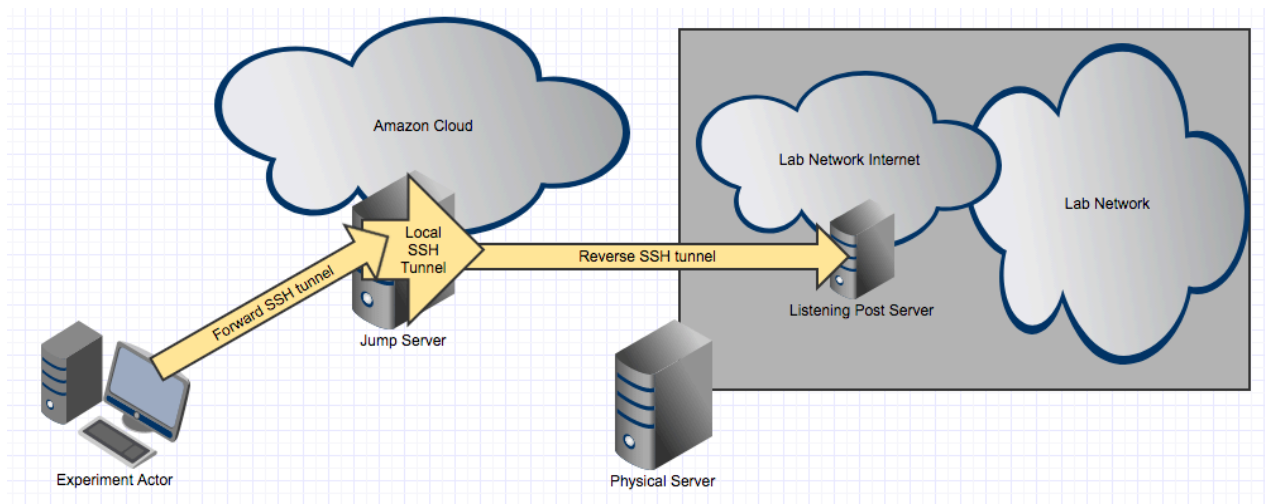 Amazon Cloud
Lab Network Internet
Lab Network
Local
SSH
Tunnel
Reverse SSH tunnel
Forward SSH tunnel
Listening Post Server
Jump Server
Experiment Actor
Physical Server